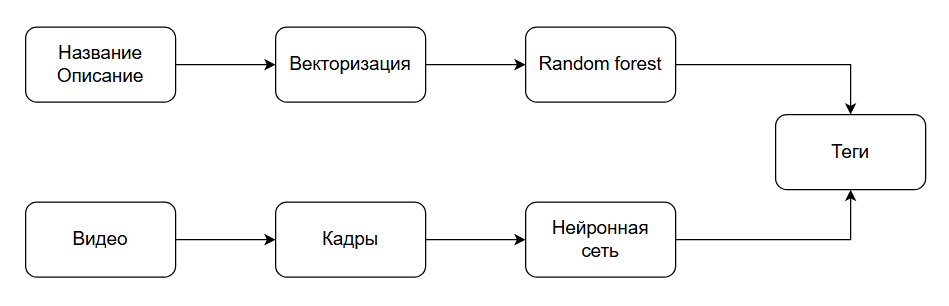 Название
Описание
Векторизация
Random forest
Теги
Видео
Кадры
Нейронная
сеть